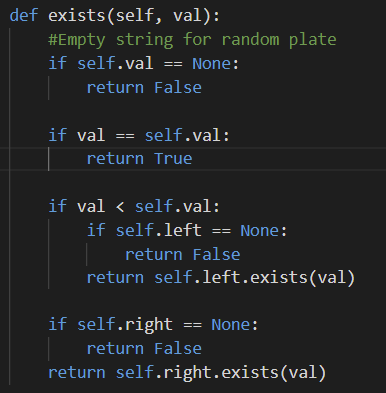 def exists(self, val):
    #Empty string for random plate
    if self.val == None:
        return False
    if val == self.val:
        return True
    if val < self.val:
        if self.left == None:
            return False
        return self.left.exists(val)
    if self.right == None:
        return False
    return self.right.exists(val)